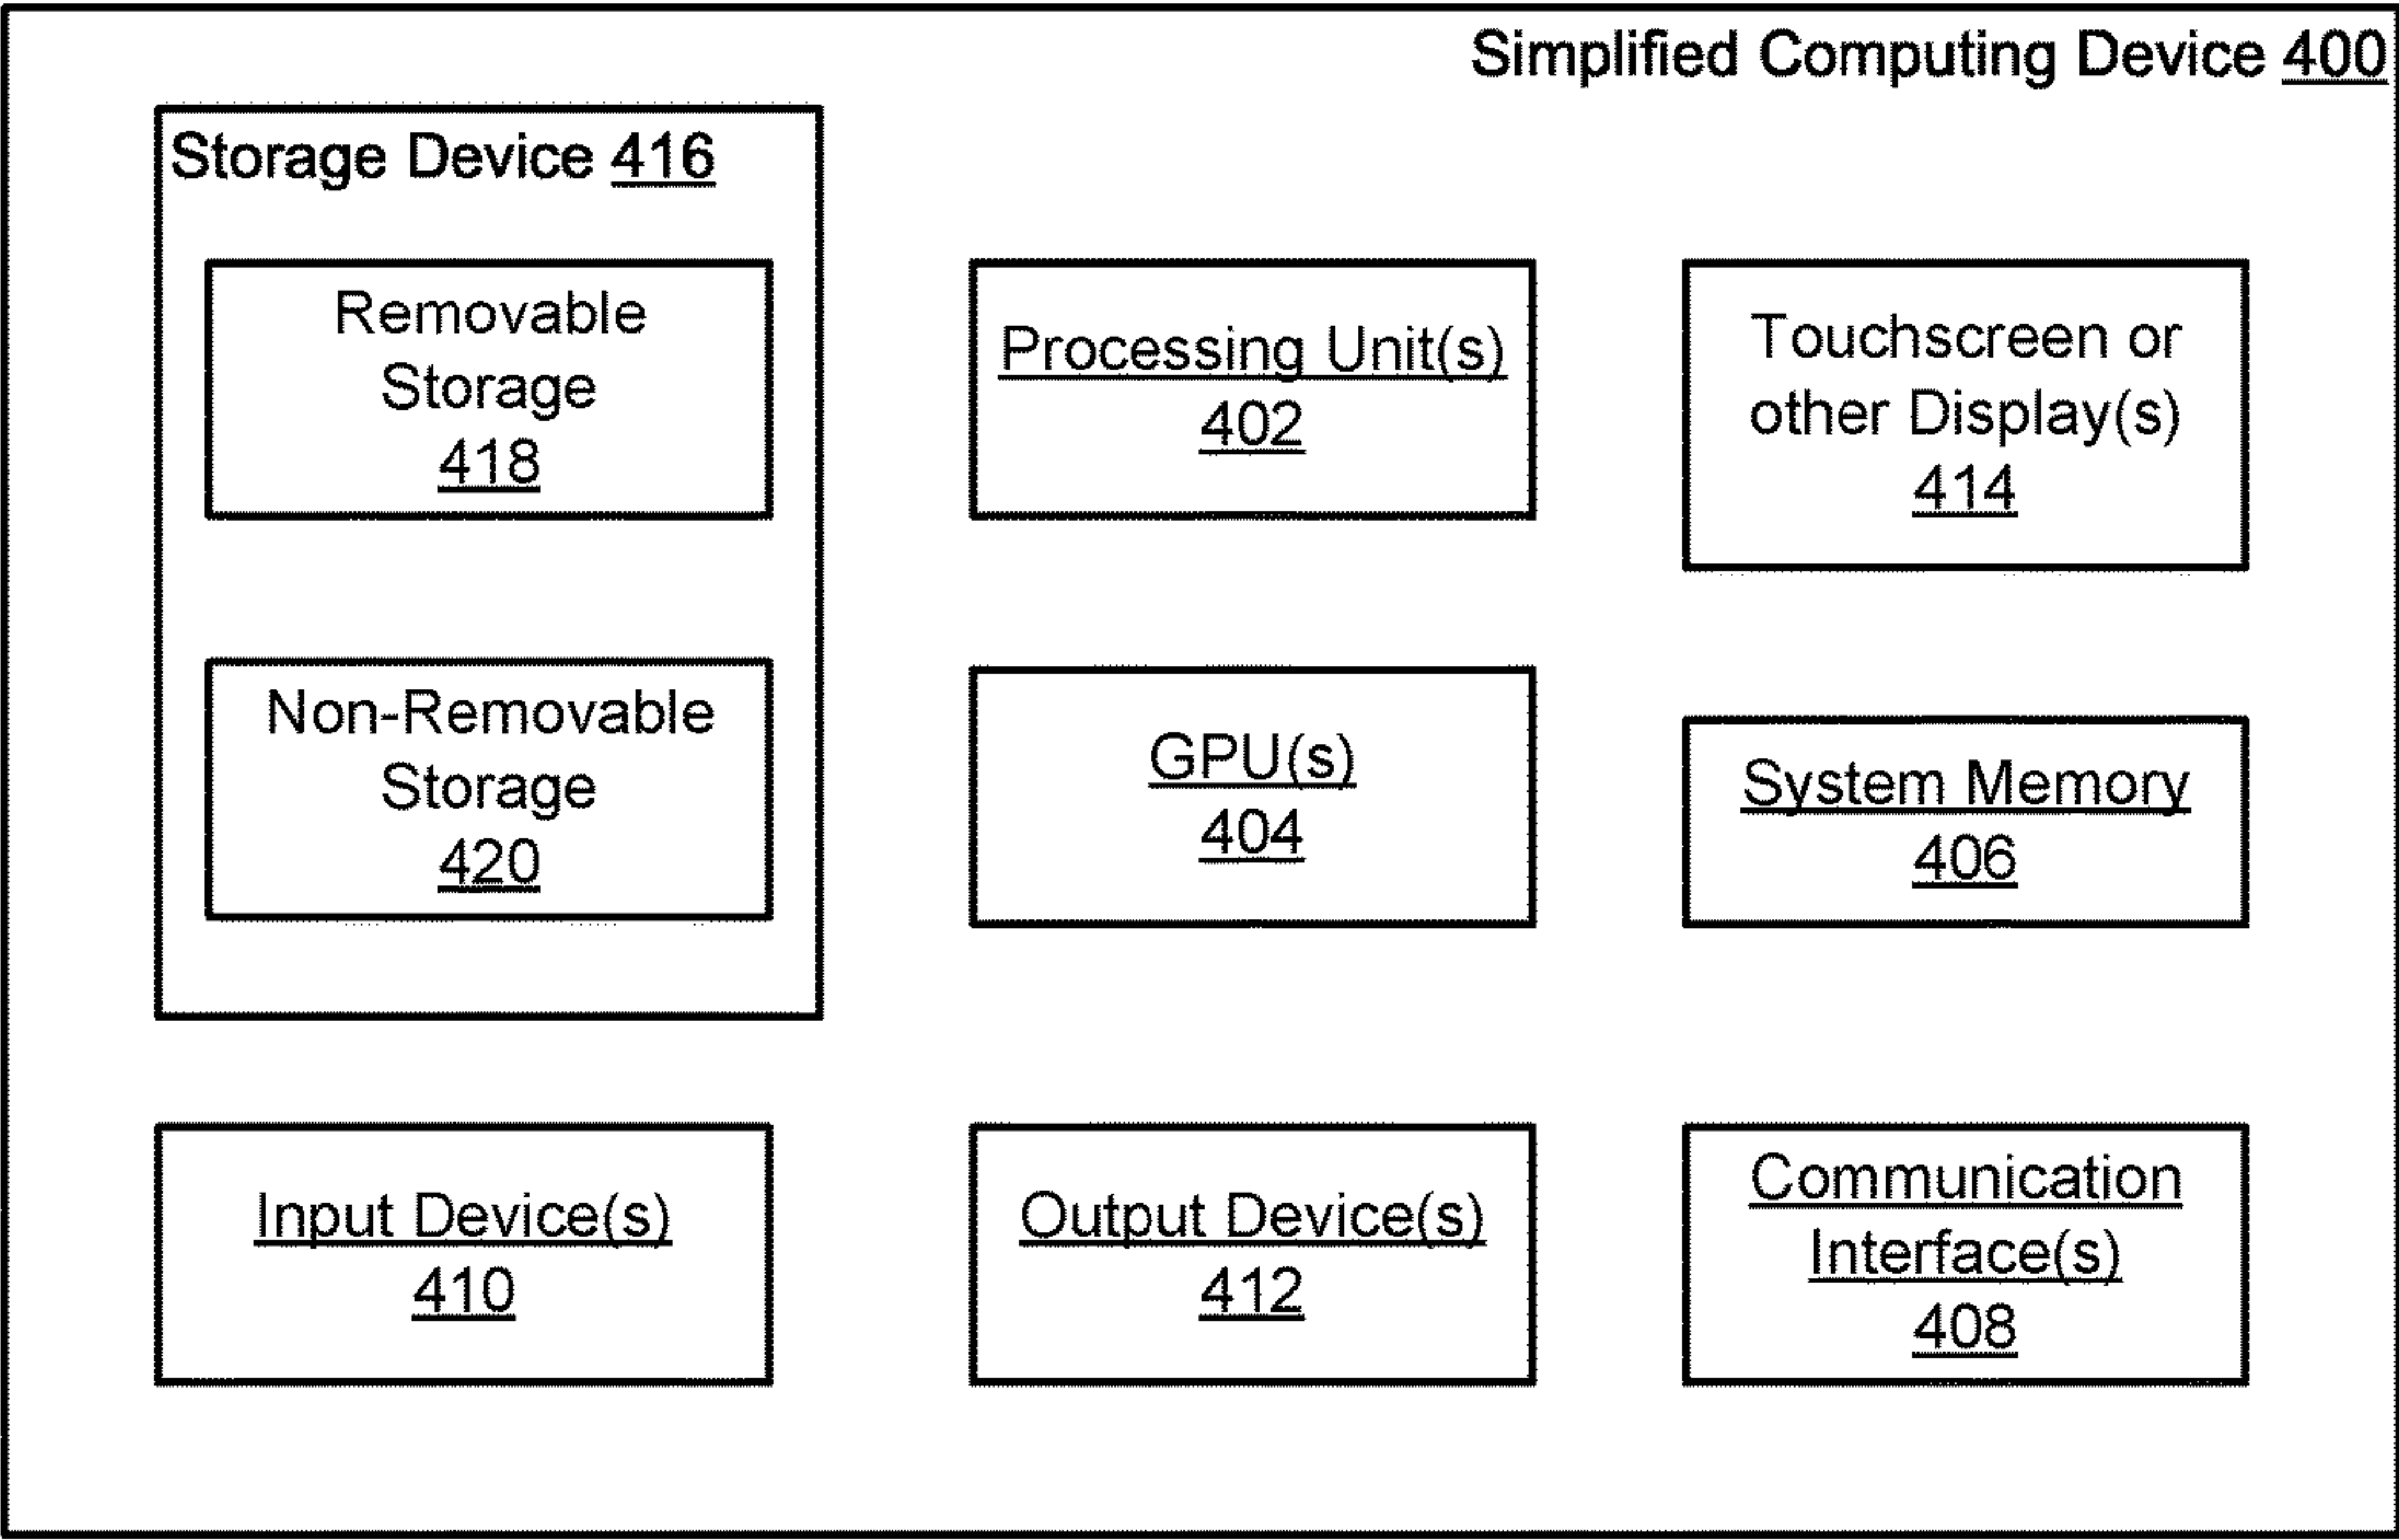 Simplified Computing Device 400
Storage Device 416
Removable
Storage
418
Processing Unit(s)
402
Touchscreen or
other Display(s)
414
Non-Removable
Storage
420
GPU(s)
404
System Memory
406
Input Device(s)
410
Output Device(s)
412
Communication
Interface(s)
408